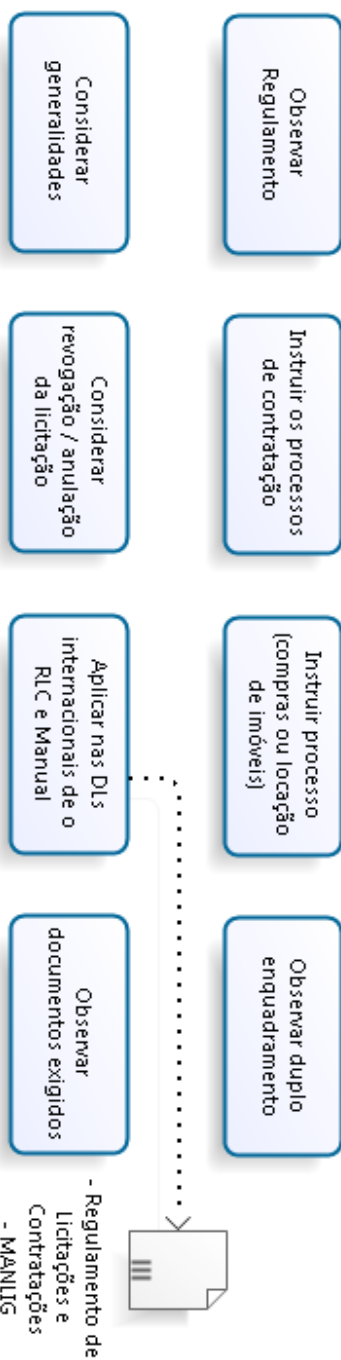 Observar
Regulamento
Instruir os processos
de contratação
Instruir processo
(compras ou locação
de imóveis)
Observar duplo
enquadramento
Considerar
generalidades
Considerar
revogação / anulação
da licitação
Aplicar nas DLs
internacionais de o
RLC e Manual
Observar
documentos exigidos
- Regulamento de
Licitações e
Contratações
- MANLIG